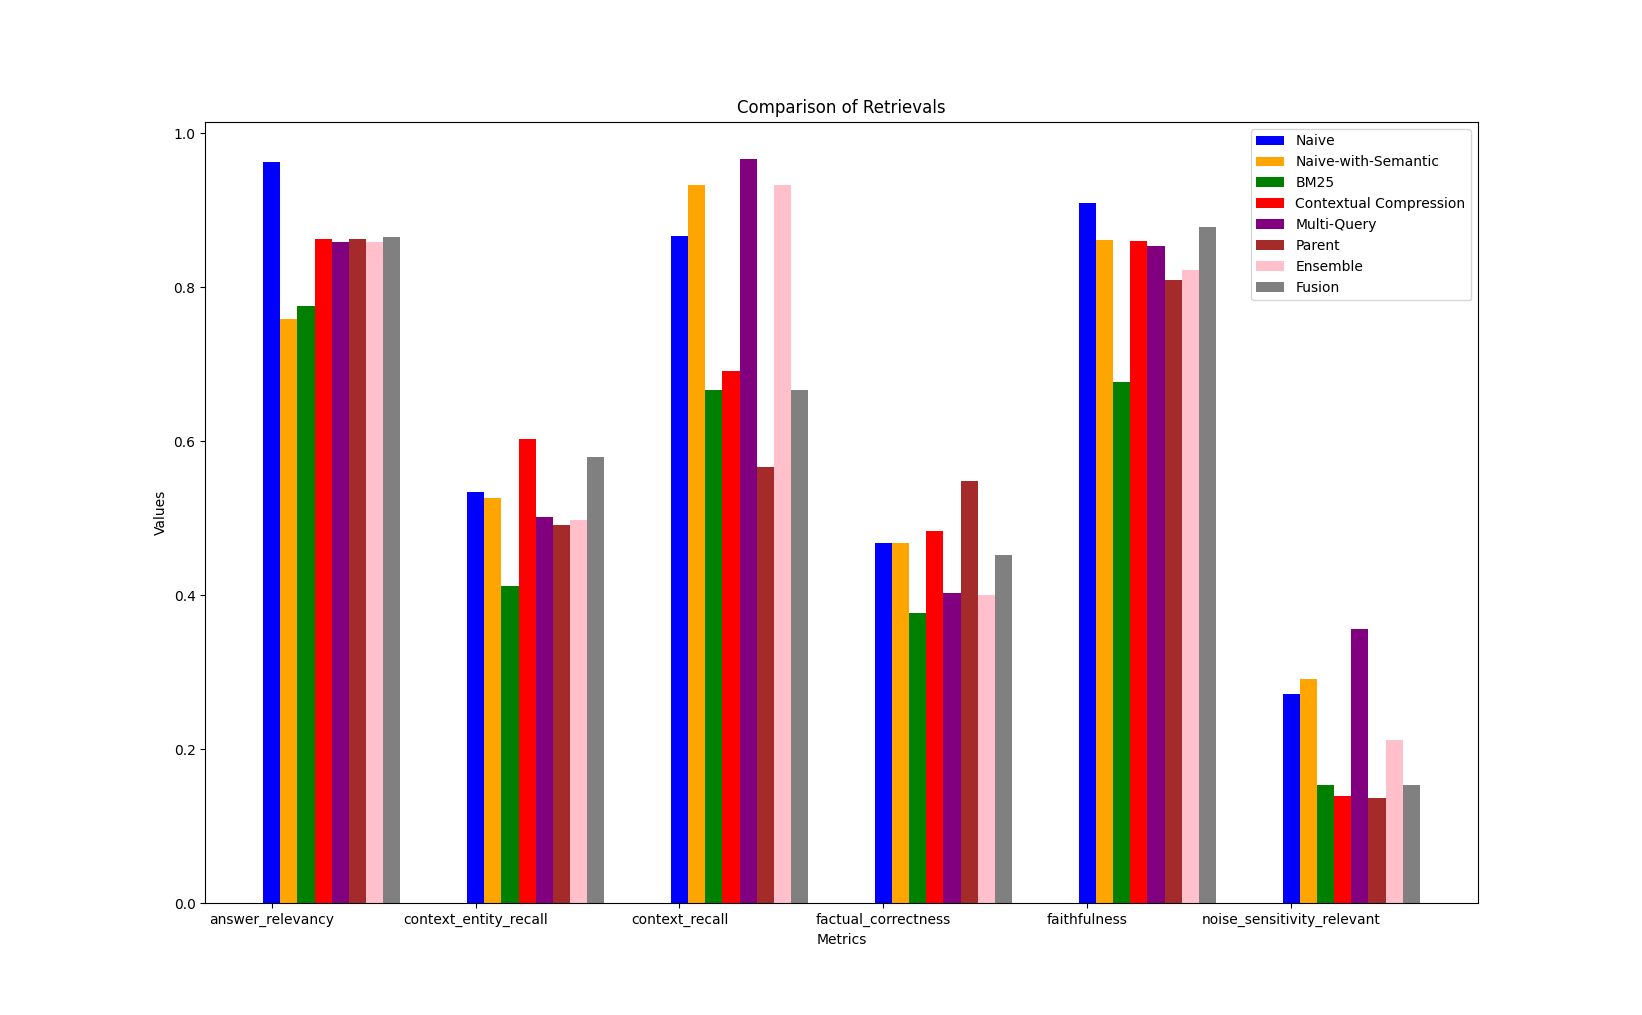 Comparison of Retrievals
1.0
0.8
0.6
0.4
0.2
0.0
Values
Naive
Naive-with-Semantic
BM25
Contextual Compression
Multi-Query
Parent
Ensemble
Fusion
answer_relevancy context_entity_recall context_recall factual_correctness faithfulness noise_sensitivity_relevant
Metrics